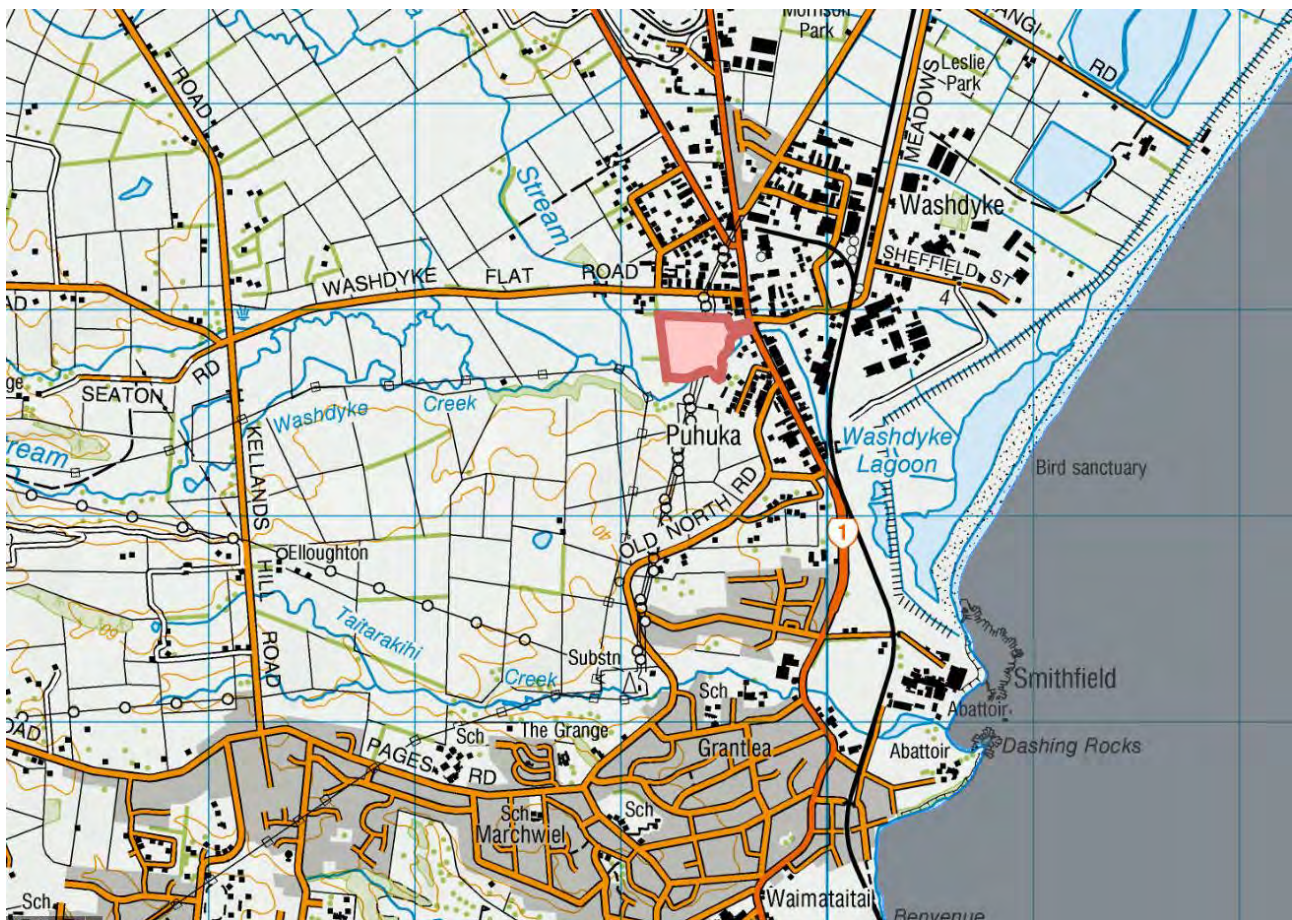 Morrison
Park
ANGI
RD
ROAD
Leslie
Park
MEADOWS
Stream
Washdyke
SHEFFIELD ST
WASHDYKE FLAT ROAD
4
AD
SEATON RD
Washdyke Creek
Puhuka
Washdyke
Lagoon
Bird sanctuary
ream
KELLANDS HILL ROAD
OLD NORTH RD
40
1
Elloughton
60
Taitarakihi Creek
Substn
Sch
Smithfield
Abattoir
OAD
PAGES RD
Sch
The Grange
Grantlea
Abattoir
Dashing Rocks
Sch
Marchwiel
Sch
Sch
Waimataitai
Benvenue